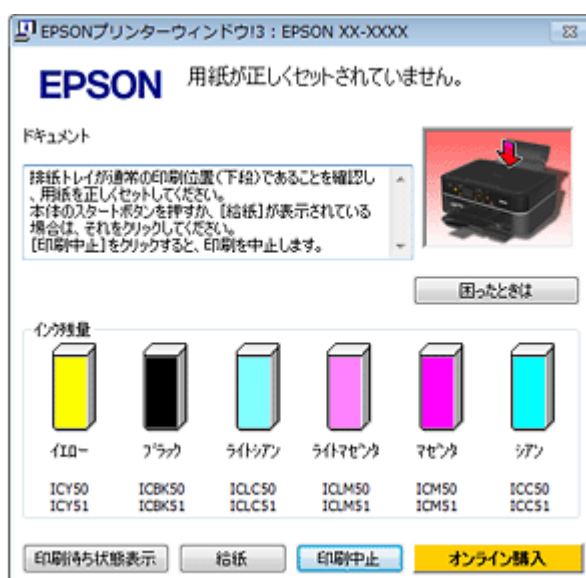 EPSONプリンターウィンドウ!3 : EPSON XX-XXXX
EPSON
用紙が正しくセットされていません。
ドキュメント
排紙トレイが通常の印刷位置(下段)であることを確認し
、用紙を正しくセットしてください。
本体のスタートボタンを押すか、[給紙]が表示されている
場合は、それをクリックしてください。
[印刷中止]をクリックすると、印刷を中止します。
困ったときは
インク残量
イエロー ブラック ライトシアン ライトマゼンタ マゼンタ シアン
ICY50 ICBK50 ICLC50 ICLM50 ICM50 ICC50
ICY51 ICBK51 ICLC51 ICLM51 ICM51 ICC51
印刷待ち状態表示 給紙 印刷中止 オンライン購入